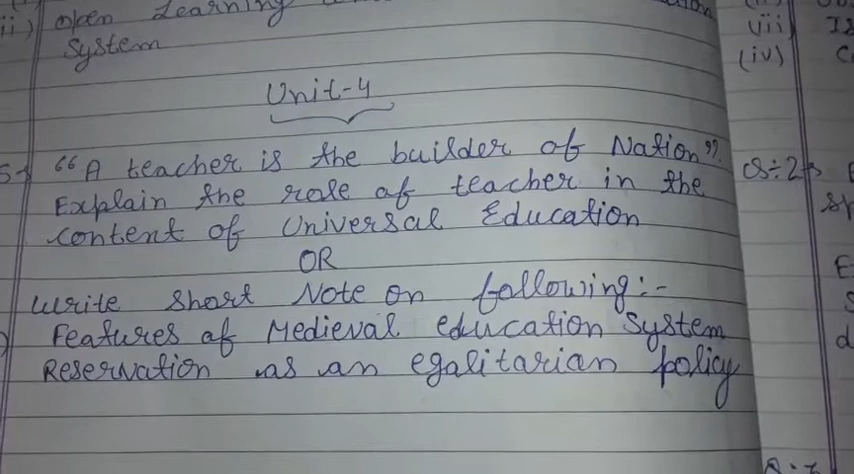 ii) open Learning
System
Unit-4
5 "A teacher is the builder of Nation".
Explain the role of teacher in the
content of Universal Education
OR
Write Short Note on following:-
Features of Medieval education System
Reservation as an egalitarian policy
vii
(iv)